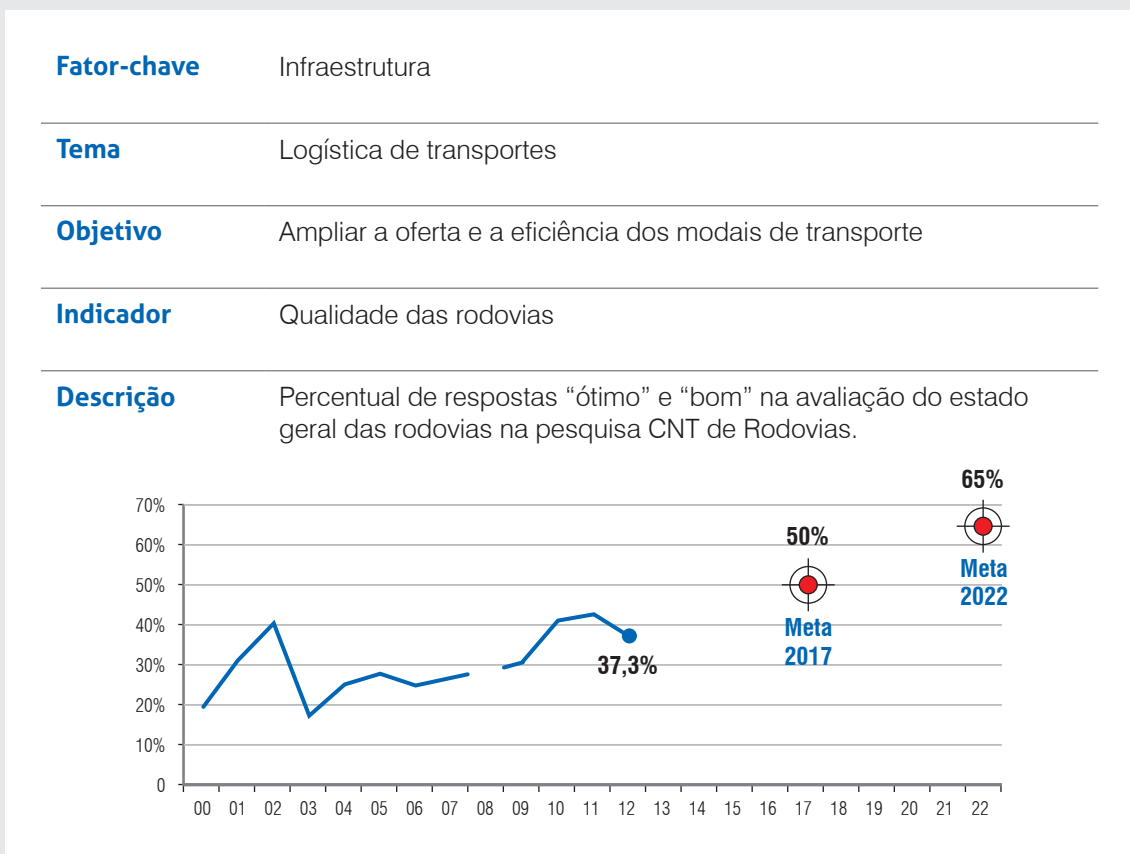 Fator-chave Infraestrutura
Tema Logística de transportes
Objetivo Ampliar a oferta e a eficiência dos modais de transporte
Indicador Qualidade das rodovias
Descrição Percentual de respostas “ótimo” e “bom” na avaliação do estado
geral das rodovias na pesquisa CNT de Rodovias.
65%
70%
50%
60%
Meta
2022
50%
Meta
2017
40%
37,3%
30%
20%
10%
0
00 01 02 03 04 05 06 07 08 09 10 11 12 13 14 15 16 17 18 19 20 21 22